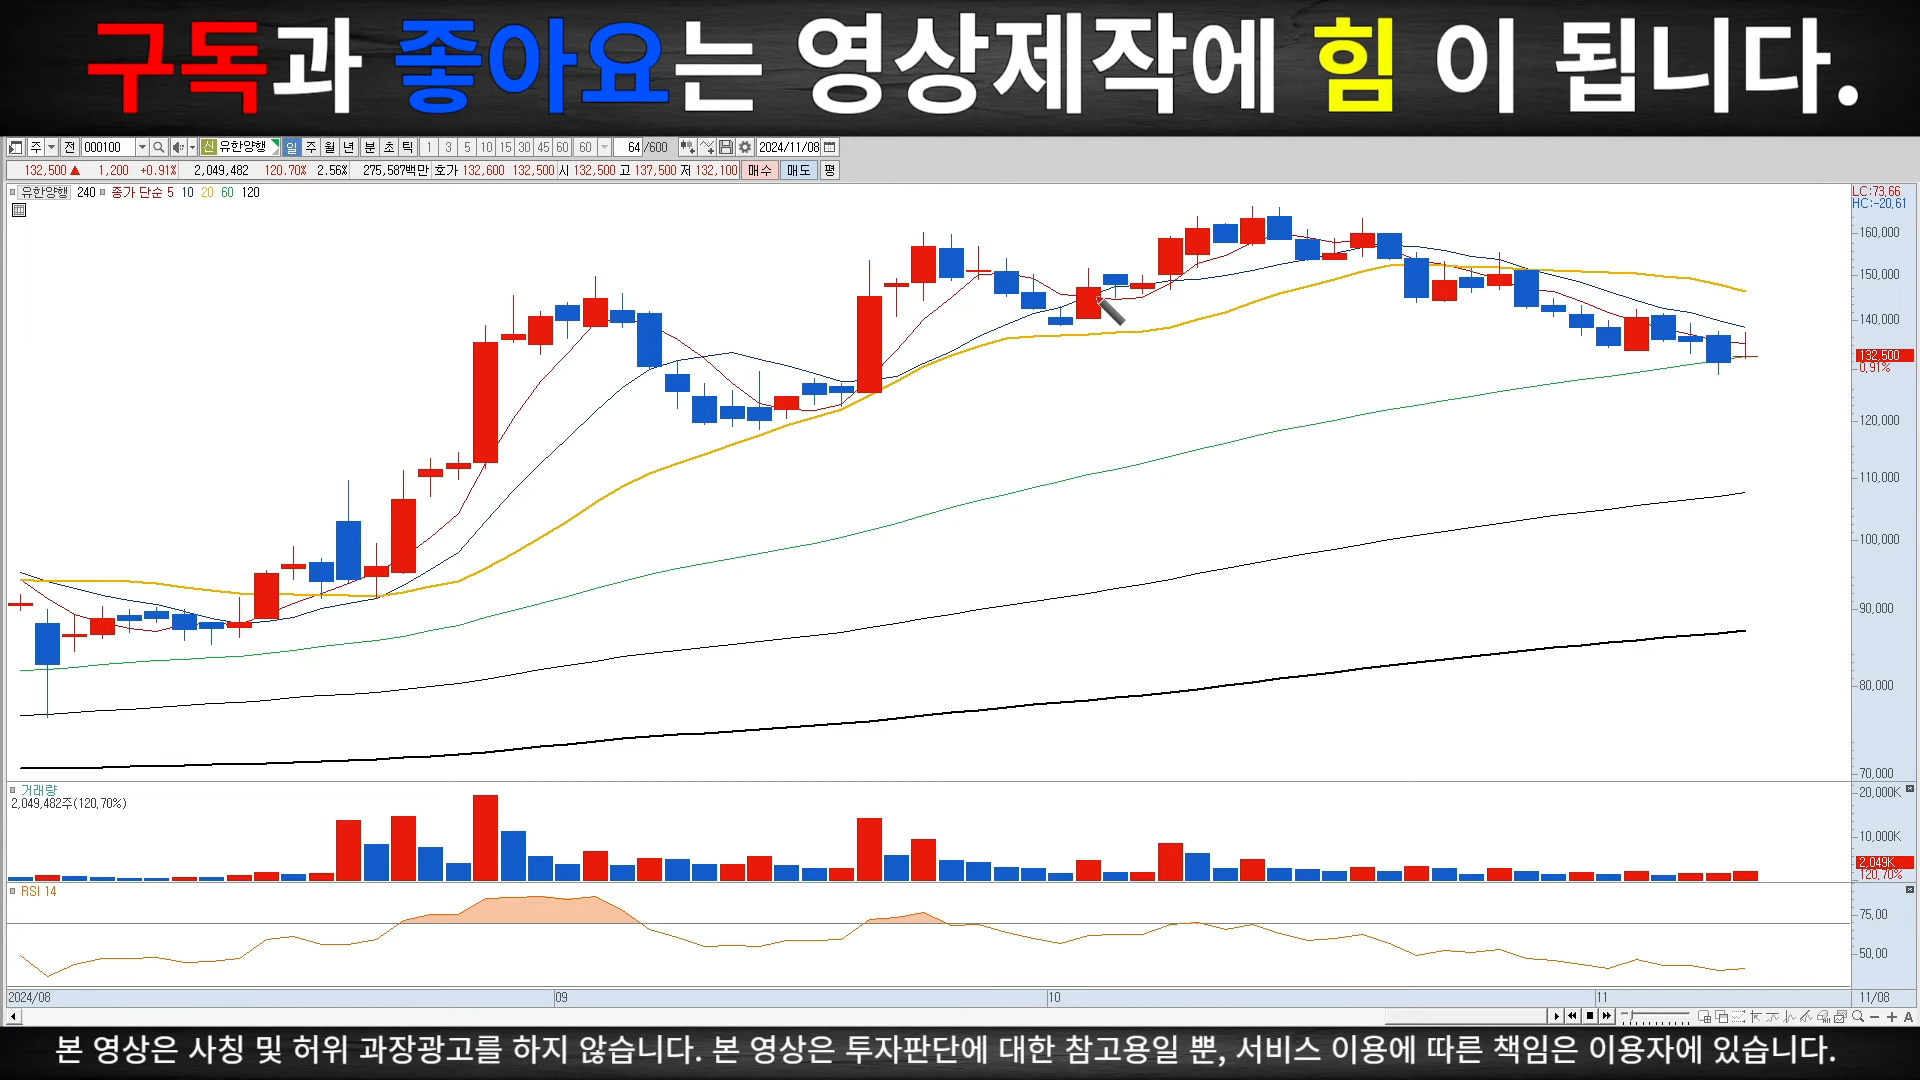 구독과 좋아요는 영상제작에 힘 이 됩니다.
주 전 000100 신 유한양행 일 주 월 년 분 초 틱 1 3 5 10 15 30 45 60 60 64 /600 2024/11/08
132,500 ▲ 1,200 +0.91% 2,049,482 120.70% 2.56% 275,587백만 호가 132,600 132,500 시 132,500 고 137,500 저 132,100 매수 매도 평
유한양행 240 종가 단순 5 10 20 60 120
LC:73.66
HC:-20.61
160,000
150,000
140,000
132,500
0.91%
120,000
110,000
100,000
90,000
80,000
70,000
거래량
2,049,482주(120.70%)
20,000K
10,000K
2,049K
120.70%
RSI 14
75.00
50.00
2024/08 09 10 11 11/08
A
본 영상은 사칭 및 허위 과장광고를 하지 않습니다. 본 영상은 투자판단에 대한 참고용일 뿐, 서비스 이용에 따른 책임은 이용자에 있습니다.